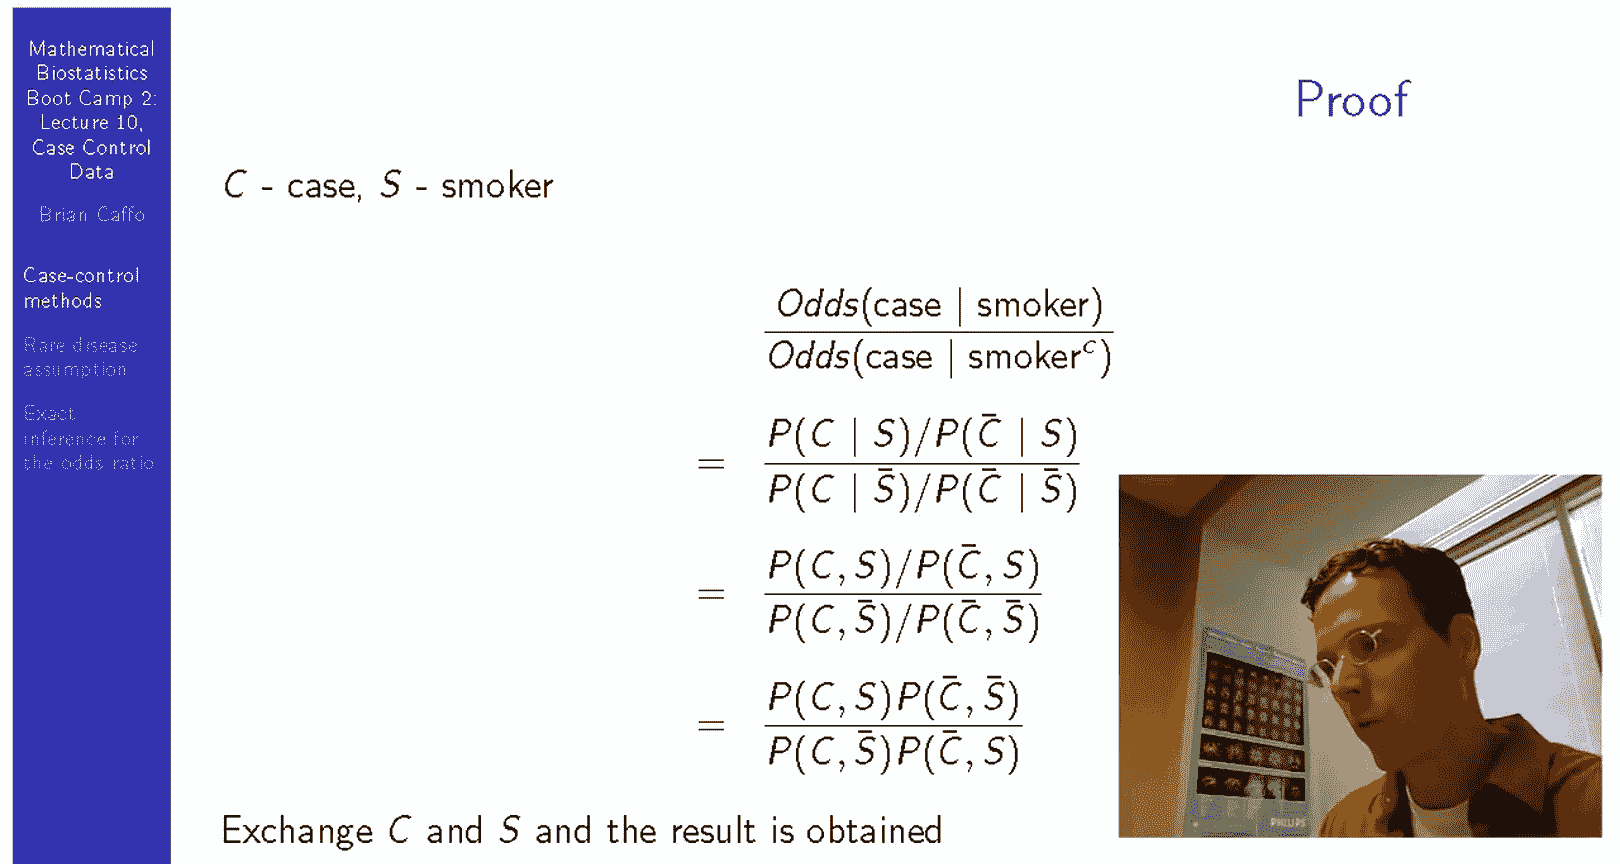 Mathematical
Biostatistics
Boot Camp 2:
Lecture 10,
Case Control
Data
Brian Caffo
Case-control
methods
Rare disease
assumption
Exact
inference for
the odds ratio
Proof
C - case, S - smoker
Odds(case | smoker)
Odds(case | smokerᶜ)
= P(C | S)/P(C̄ | S)
P(C | S̄)/P(C̄ | S̄)
= P(C, S)/P(C̄, S)
P(C, S̄)/P(C̄, S̄)
= P(C, S)P(C̄, S̄)
P(C, S̄)P(C̄, S)
Exchange C and S and the result is obtained
PHILIPS